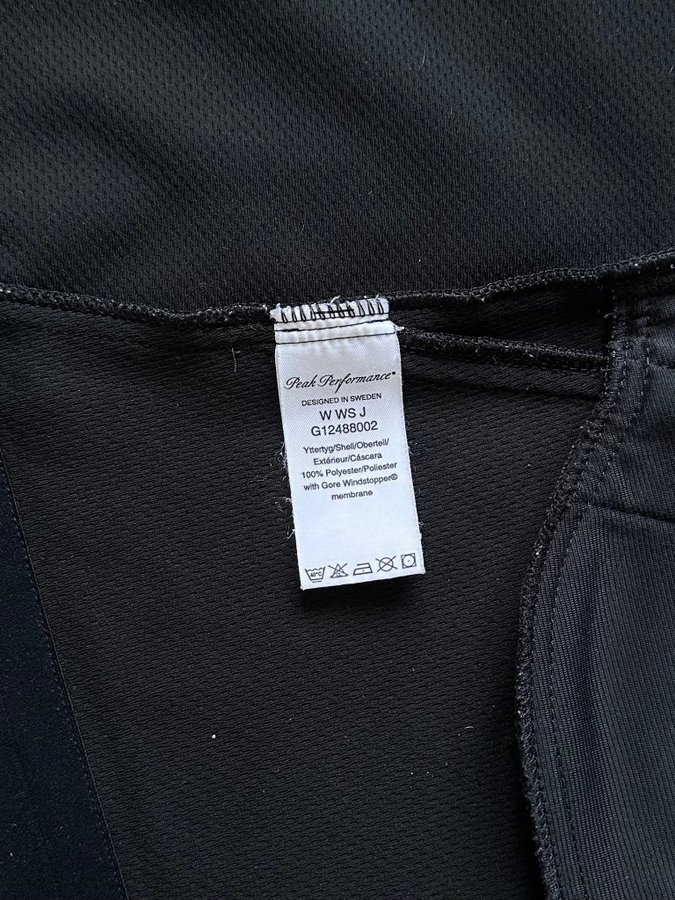 Peak Performance®
DESIGNED IN SWEDEN
W WS J
G12488002
Yttertyg/Shell/Oberteil/
Extérieur/Cáscara
100% Polyester/Poliester
with Gore Windstopper®
membrane
40°C